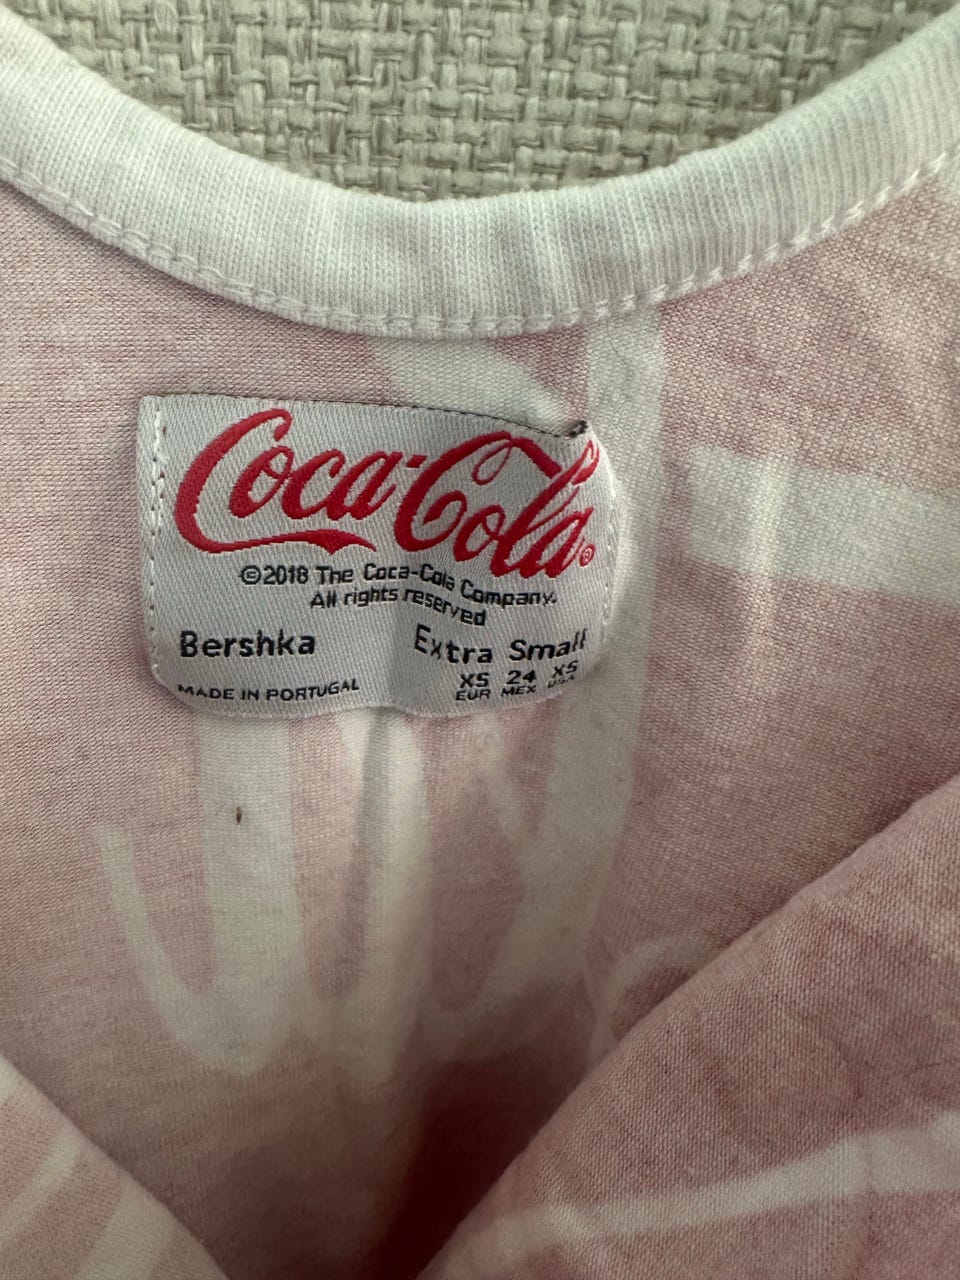 Coca-Cola®
©2018 The Coca-Cola Company.
All rights reserved
Bershka
Extra Small
XS 24 XS
EUR MEX USA
MADE IN PORTUGAL